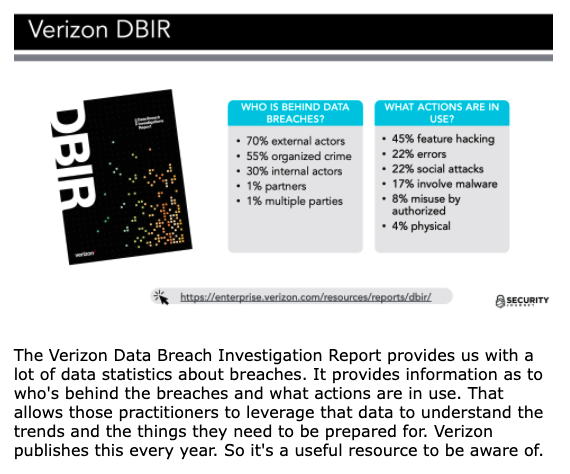 Verizon DBIR
DBIR
Data Breach
Investigations
Report
verizon
WHO IS BEHIND DATA
BREACHES?
• 70% external actors
• 55% organized crime
• 30% internal actors
• 1% partners
• 1% multiple parties
WHAT ACTIONS ARE IN
USE?
• 45% feature hacking
• 22% errors
• 22% social attacks
• 17% involve malware
• 8% misuse by
authorized
• 4% physical
https://enterprise.verizon.com/resources/reports/dbir/
SECURITY
JOURNEY
The Verizon Data Breach Investigation Report provides us with a
lot of data statistics about breaches. It provides information as to
who's behind the breaches and what actions are in use. That
allows those practitioners to leverage that data to understand the
trends and the things they need to be prepared for. Verizon
publishes this every year. So it's a useful resource to be aware of.